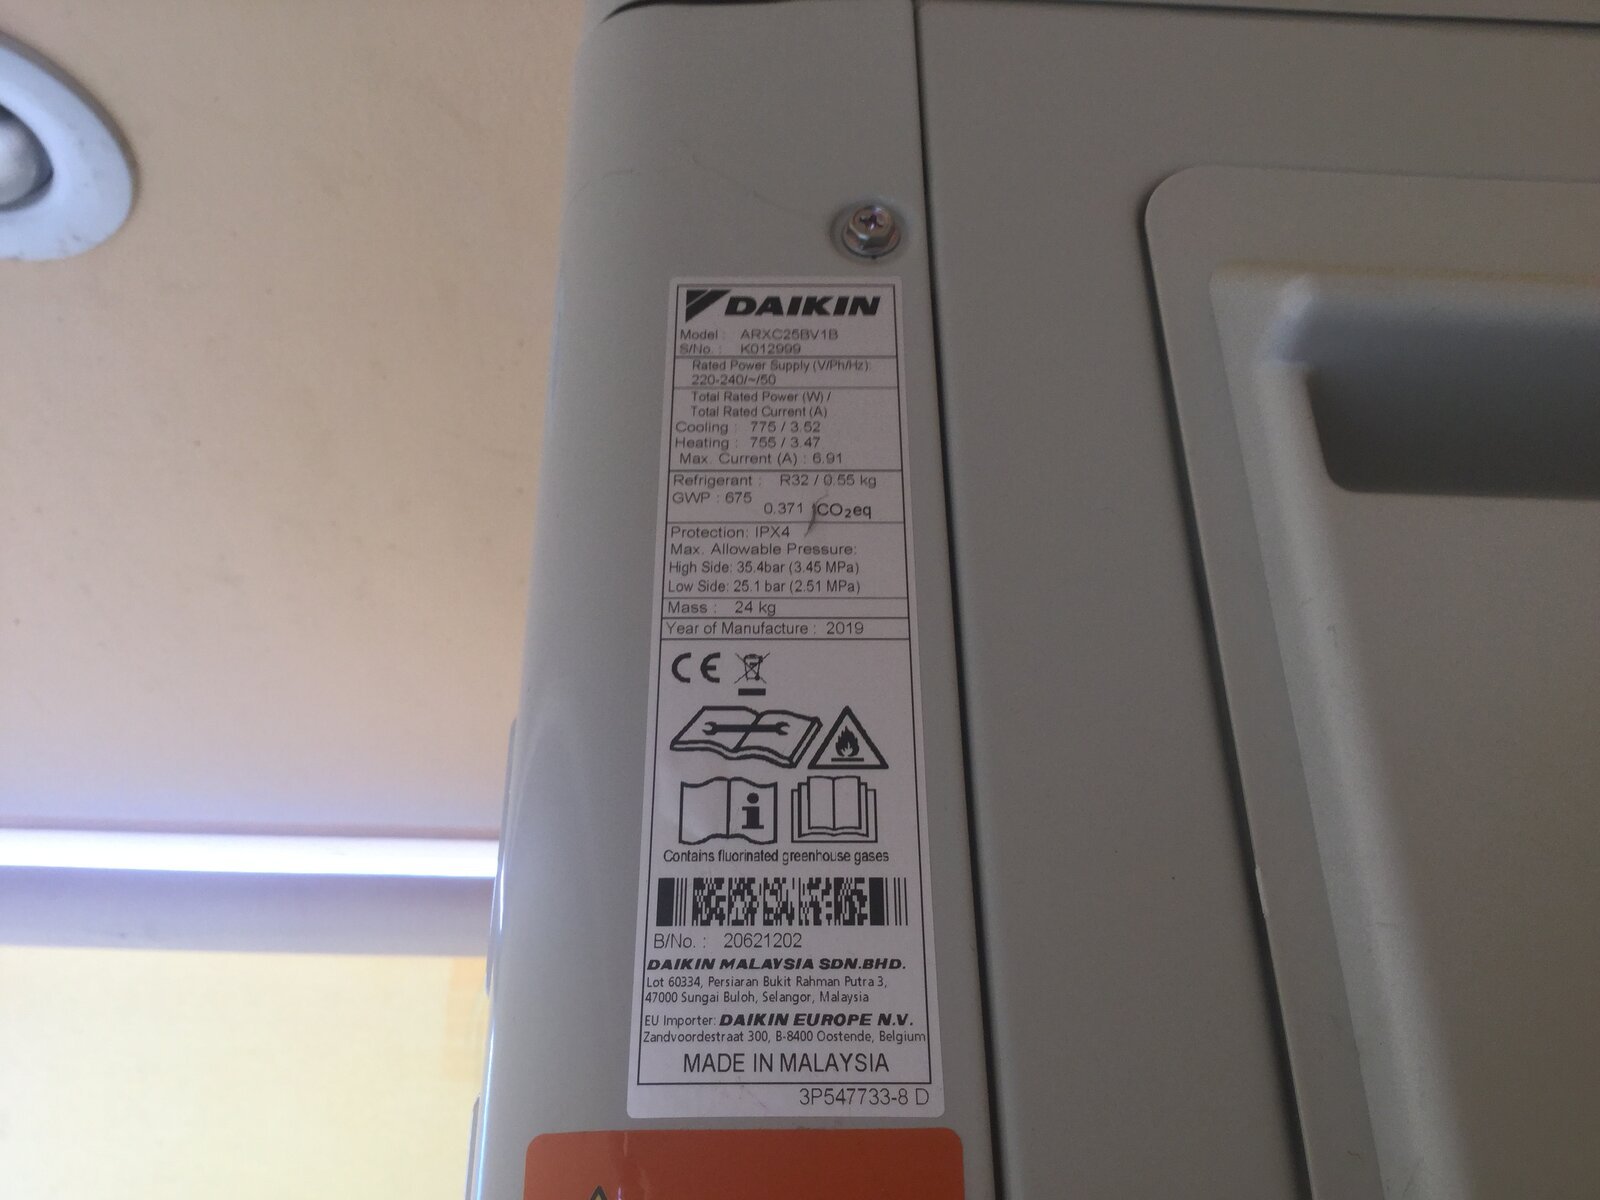 DAIKIN
Model : ARXC25BV1B
S/No. : K012999
Rated Power Supply (V/Ph/Hz):
220-240/~/50
Total Rated Power (W) /
Total Rated Current (A)
Cooling : 775 / 3.52
Heating : 755 / 3.47
Max. Current (A) : 6.91
Refrigerant : R32 / 0.55 kg
GWP : 675
0.371 tCO₂eq
Protection: IPX4
Max. Allowable Pressure:
High Side: 35.4bar (3.45 MPa)
Low Side: 25.1 bar (2.51 MPa)
Mass : 24 kg
Year of Manufacture : 2019
CE
Contains fluorinated greenhouse gases
B/No. : 20621202
DAIKIN MALAYSIA SDN.BHD.
Lot 60334, Persiaran Bukit Rahman Putra 3,
47000 Sungai Buloh, Selangor, Malaysia
EU Importer: DAIKIN EUROPE N.V.
Zandvoordestraat 300, B-8400 Oostende, Belgium
MADE IN MALAYSIA
3P547733-8 D